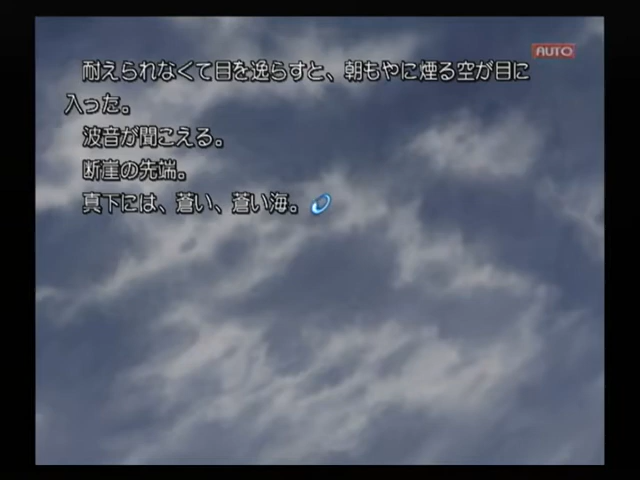 AUTO
耐えられなくて目を逸らすと、朝もやに煙る空が目に
入った。
波音が聞こえる。
断崖の先端。
真下には、蒼い、蒼い海。